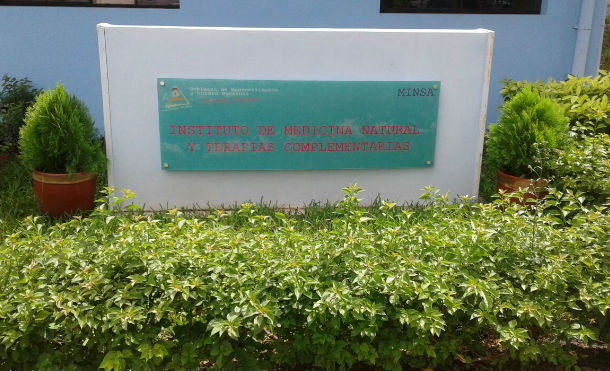 Gobierno de Reconciliación
y Unidad Nacional
MINSA
INSTITUTO DE MEDICINA NATURAL
Y TERAPIAS COMPLEMENTARIAS